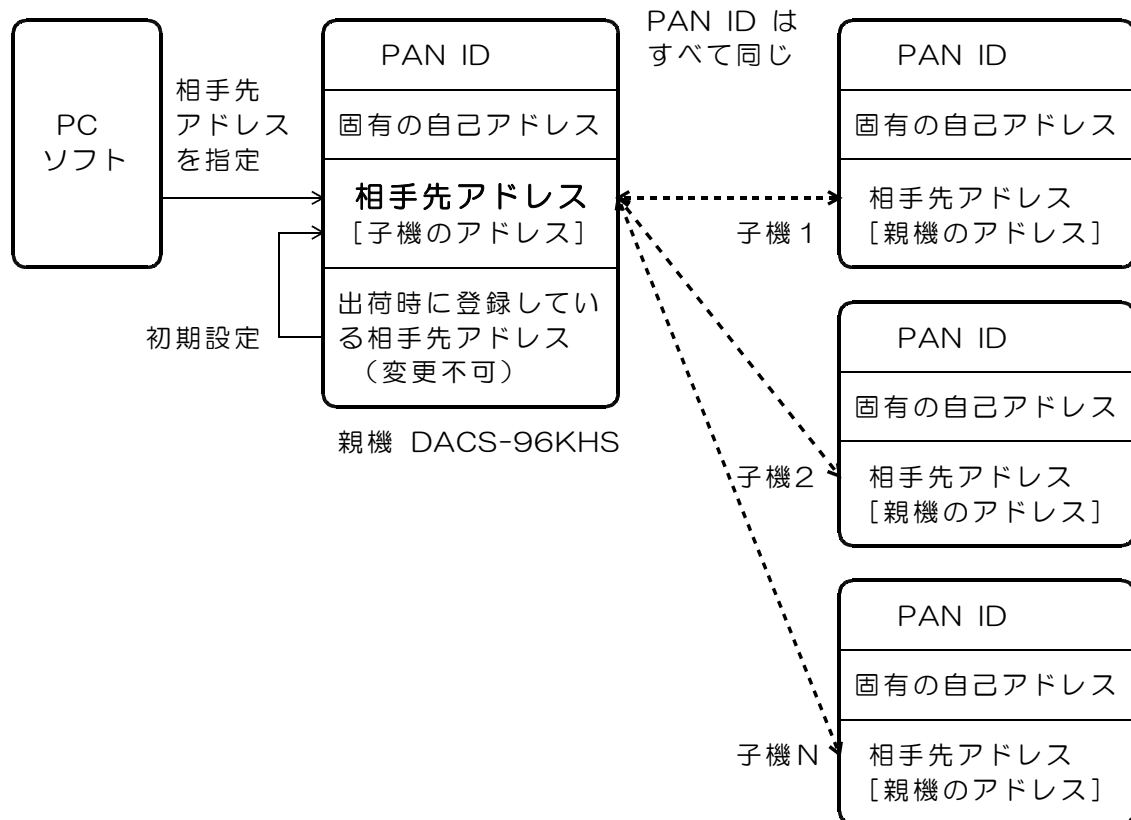 PC
ソフト
相手先
アドレス
を指定
PAN ID
固有の自己アドレス
相手先アドレス
[子機のアドレス]
出荷時に登録してい
る相手先アドレス
(変更不可)
初期設定
親機 DACS-96KHS
PAN ID は
すべて同じ
子機1
PAN ID
固有の自己アドレス
相手先アドレス
[親機のアドレス]
子機2
PAN ID
固有の自己アドレス
相手先アドレス
[親機のアドレス]
子機N
PAN ID
固有の自己アドレス
相手先アドレス
[親機のアドレス]